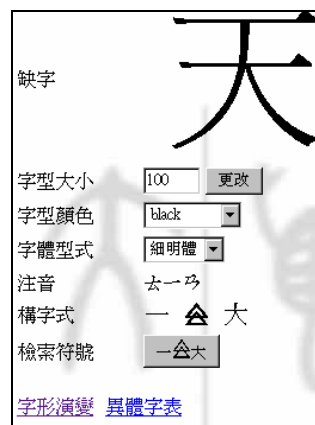 缺字 天
字型大小 100 更改
字型顏色 black
字體型式 細明體
注音 ㄊㄧㄢ
構字式 一 大
檢索符號 一 大
字形演變 異體字表